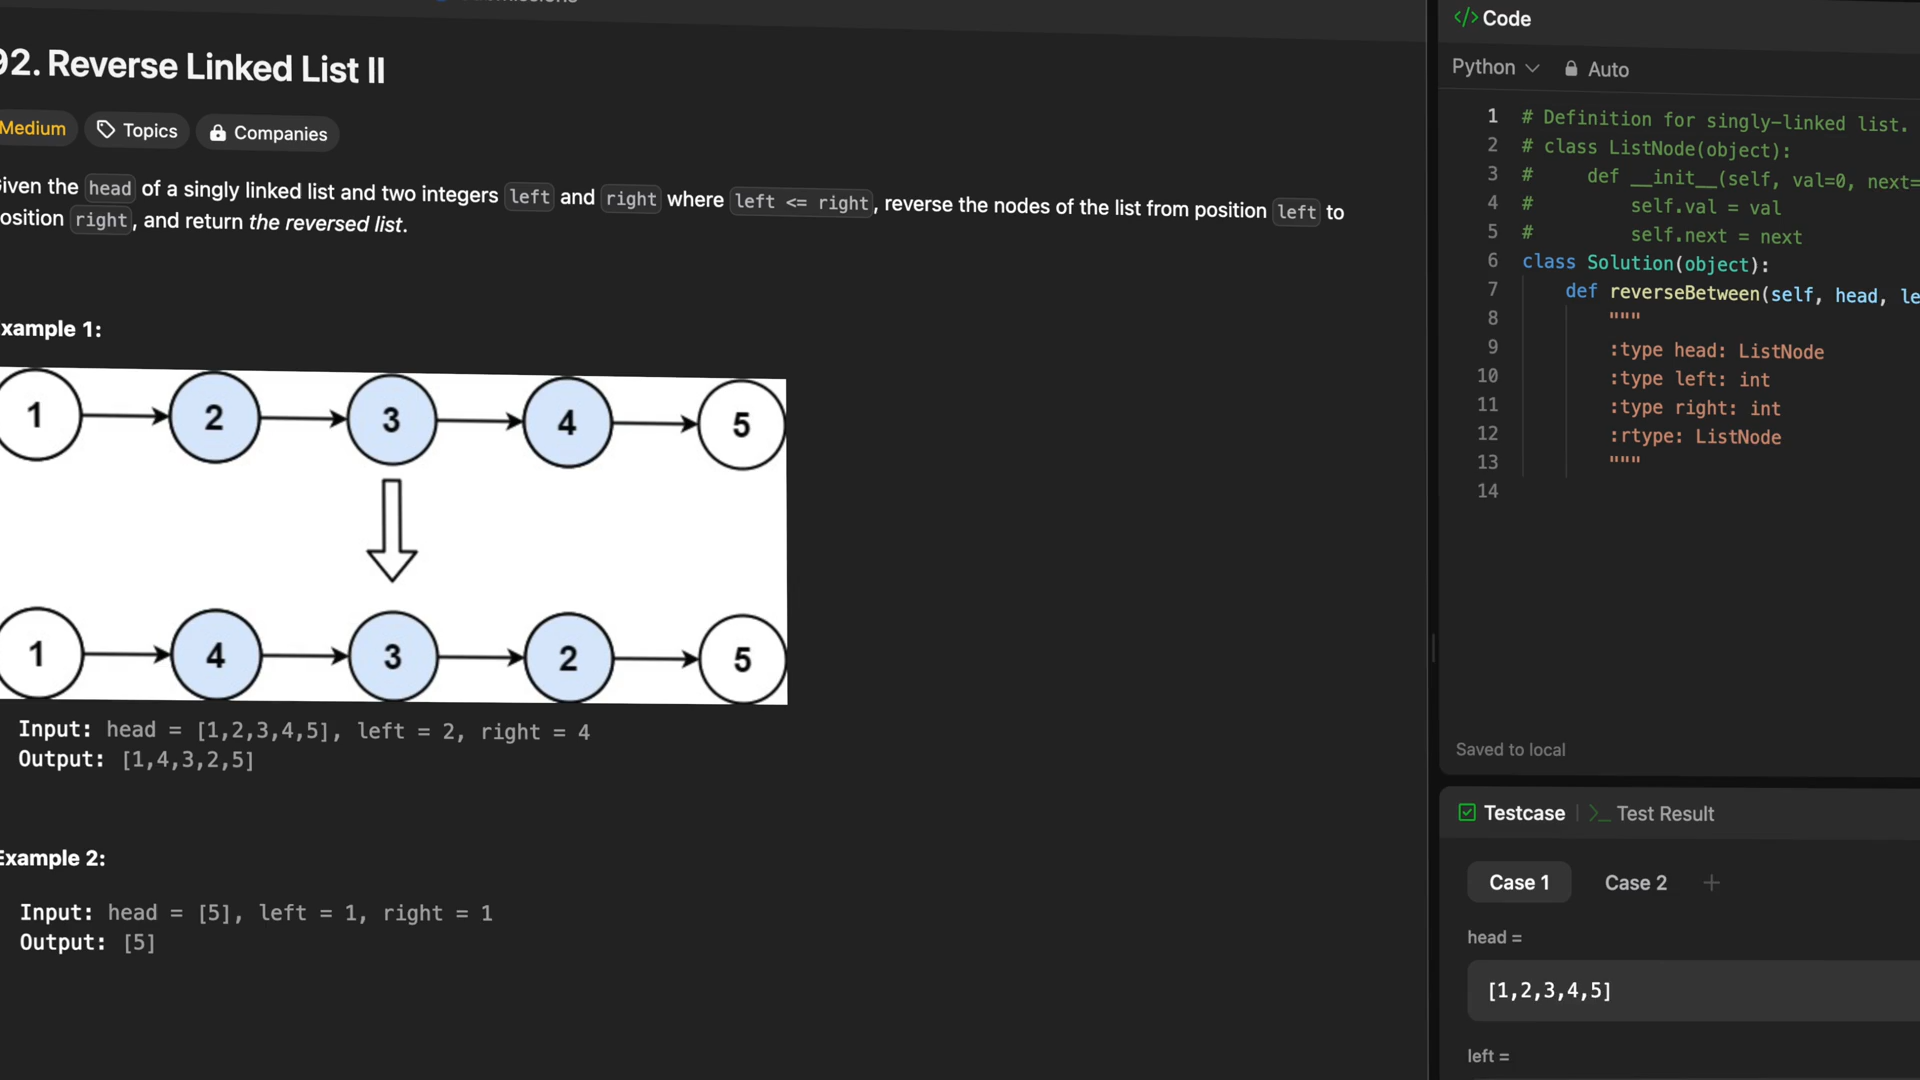 92. Reverse Linked List II
Medium
Topics
Companies
iven the head of a singly linked list and two integers left and right where left <= right, reverse the nodes of the list from position left to
osition right, and return the reversed list.
xample 1:
1 2 3 4 5
1 4 3 2 5
Input: head = [1,2,3,4,5], left = 2, right = 4
Output: [1,4,3,2,5]
Example 2:
Input: head = [5], left = 1, right = 1
Output: [5]
</> Code
Python Auto
1 # Definition for singly-linked list.
2 # class ListNode(object):
3 #     def __init__(self, val=0, next=
4 #         self.val = val
5 #         self.next = next
6 class Solution(object):
7     def reverseBetween(self, head, le
8         """
9         :type head: ListNode
10         :type left: int
11         :type right: int
12         :rtype: ListNode
13         """
14
Saved to local
Testcase
Test Result
Case 1 Case 2 +
head =
[1,2,3,4,5]
left =